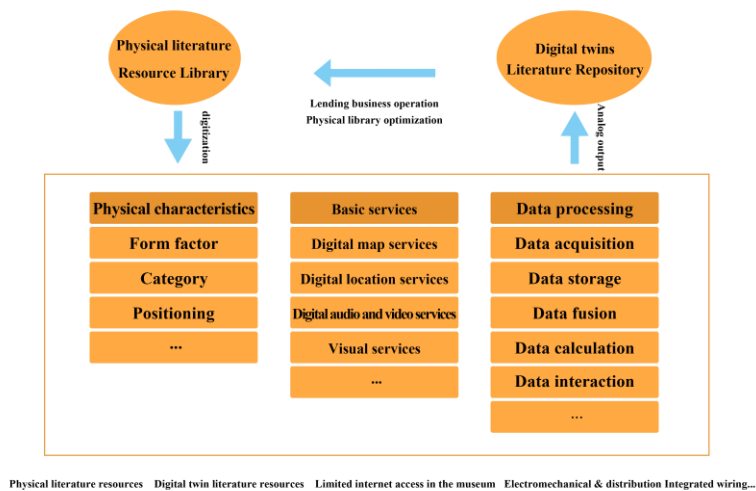 Physical literature
Resource Library
Digital twins
Literature Repository
Lending business operation
Physical library optimization
digitization
Analog output
Physical characteristics
Form factor
Category
Positioning
...
Basic services
Digital map services
Digital location services
Digital audio and video services
Visual services
...
Data processing
Data acquisition
Data storage
Data fusion
Data calculation
Data interaction
...
Physical literature resources Digital twin literature resources Limited internet access in the museum Electromechanical & distribution Integrated wiring...